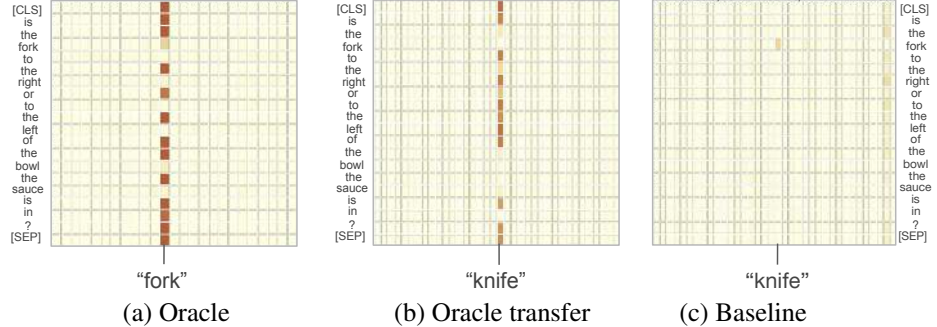 [CLS]
is
the
fork
to
the
right
or
to
the
left
of
the
bowl
the
sauce
is
in
?
[SEP]
"fork"
(a) Oracle
[CLS]
is
the
fork
to
the
right
or
to
the
left
of
the
bowl
the
sauce
is
in
?
[SEP]
“knife”
(b) Oracle transfer
[CLS]
is
the
fork
to
the
right
or
to
the
left
of
the
bowl
the
sauce
is
in
?
[SEP]
“knife”
(c) Baseline